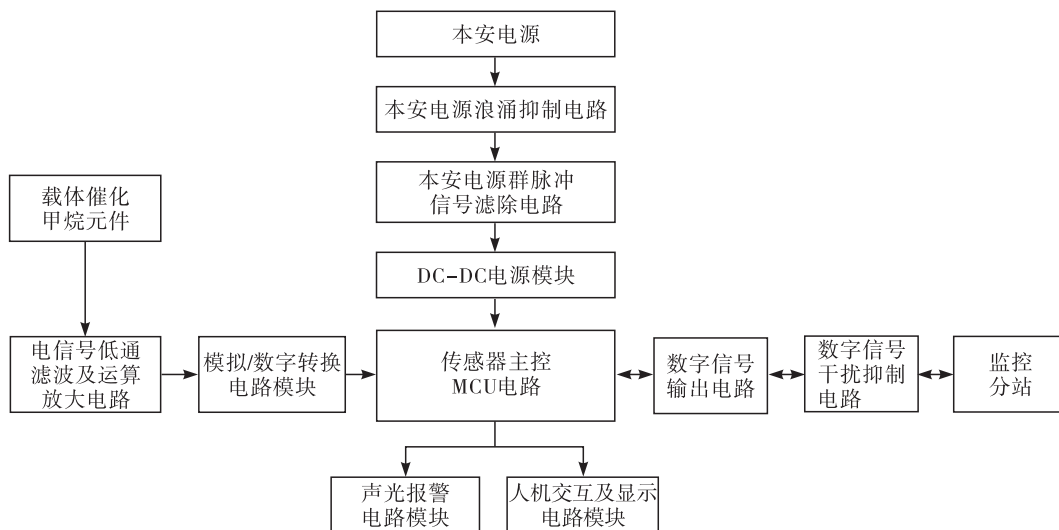 本安电源
本安电源浪涌抑制电路
本安电源群脉冲
信号滤除电路
载体催化
甲烷元件
DC-DC电源模块
电信号低通
滤波及运算
放大电路
模拟/数字转换
电路模块
传感器主控
MCU电路
数字信号
输出电路
数字信号
干扰抑制
电路
监控
分站
声光报警
电路模块
人机交互及显示
电路模块